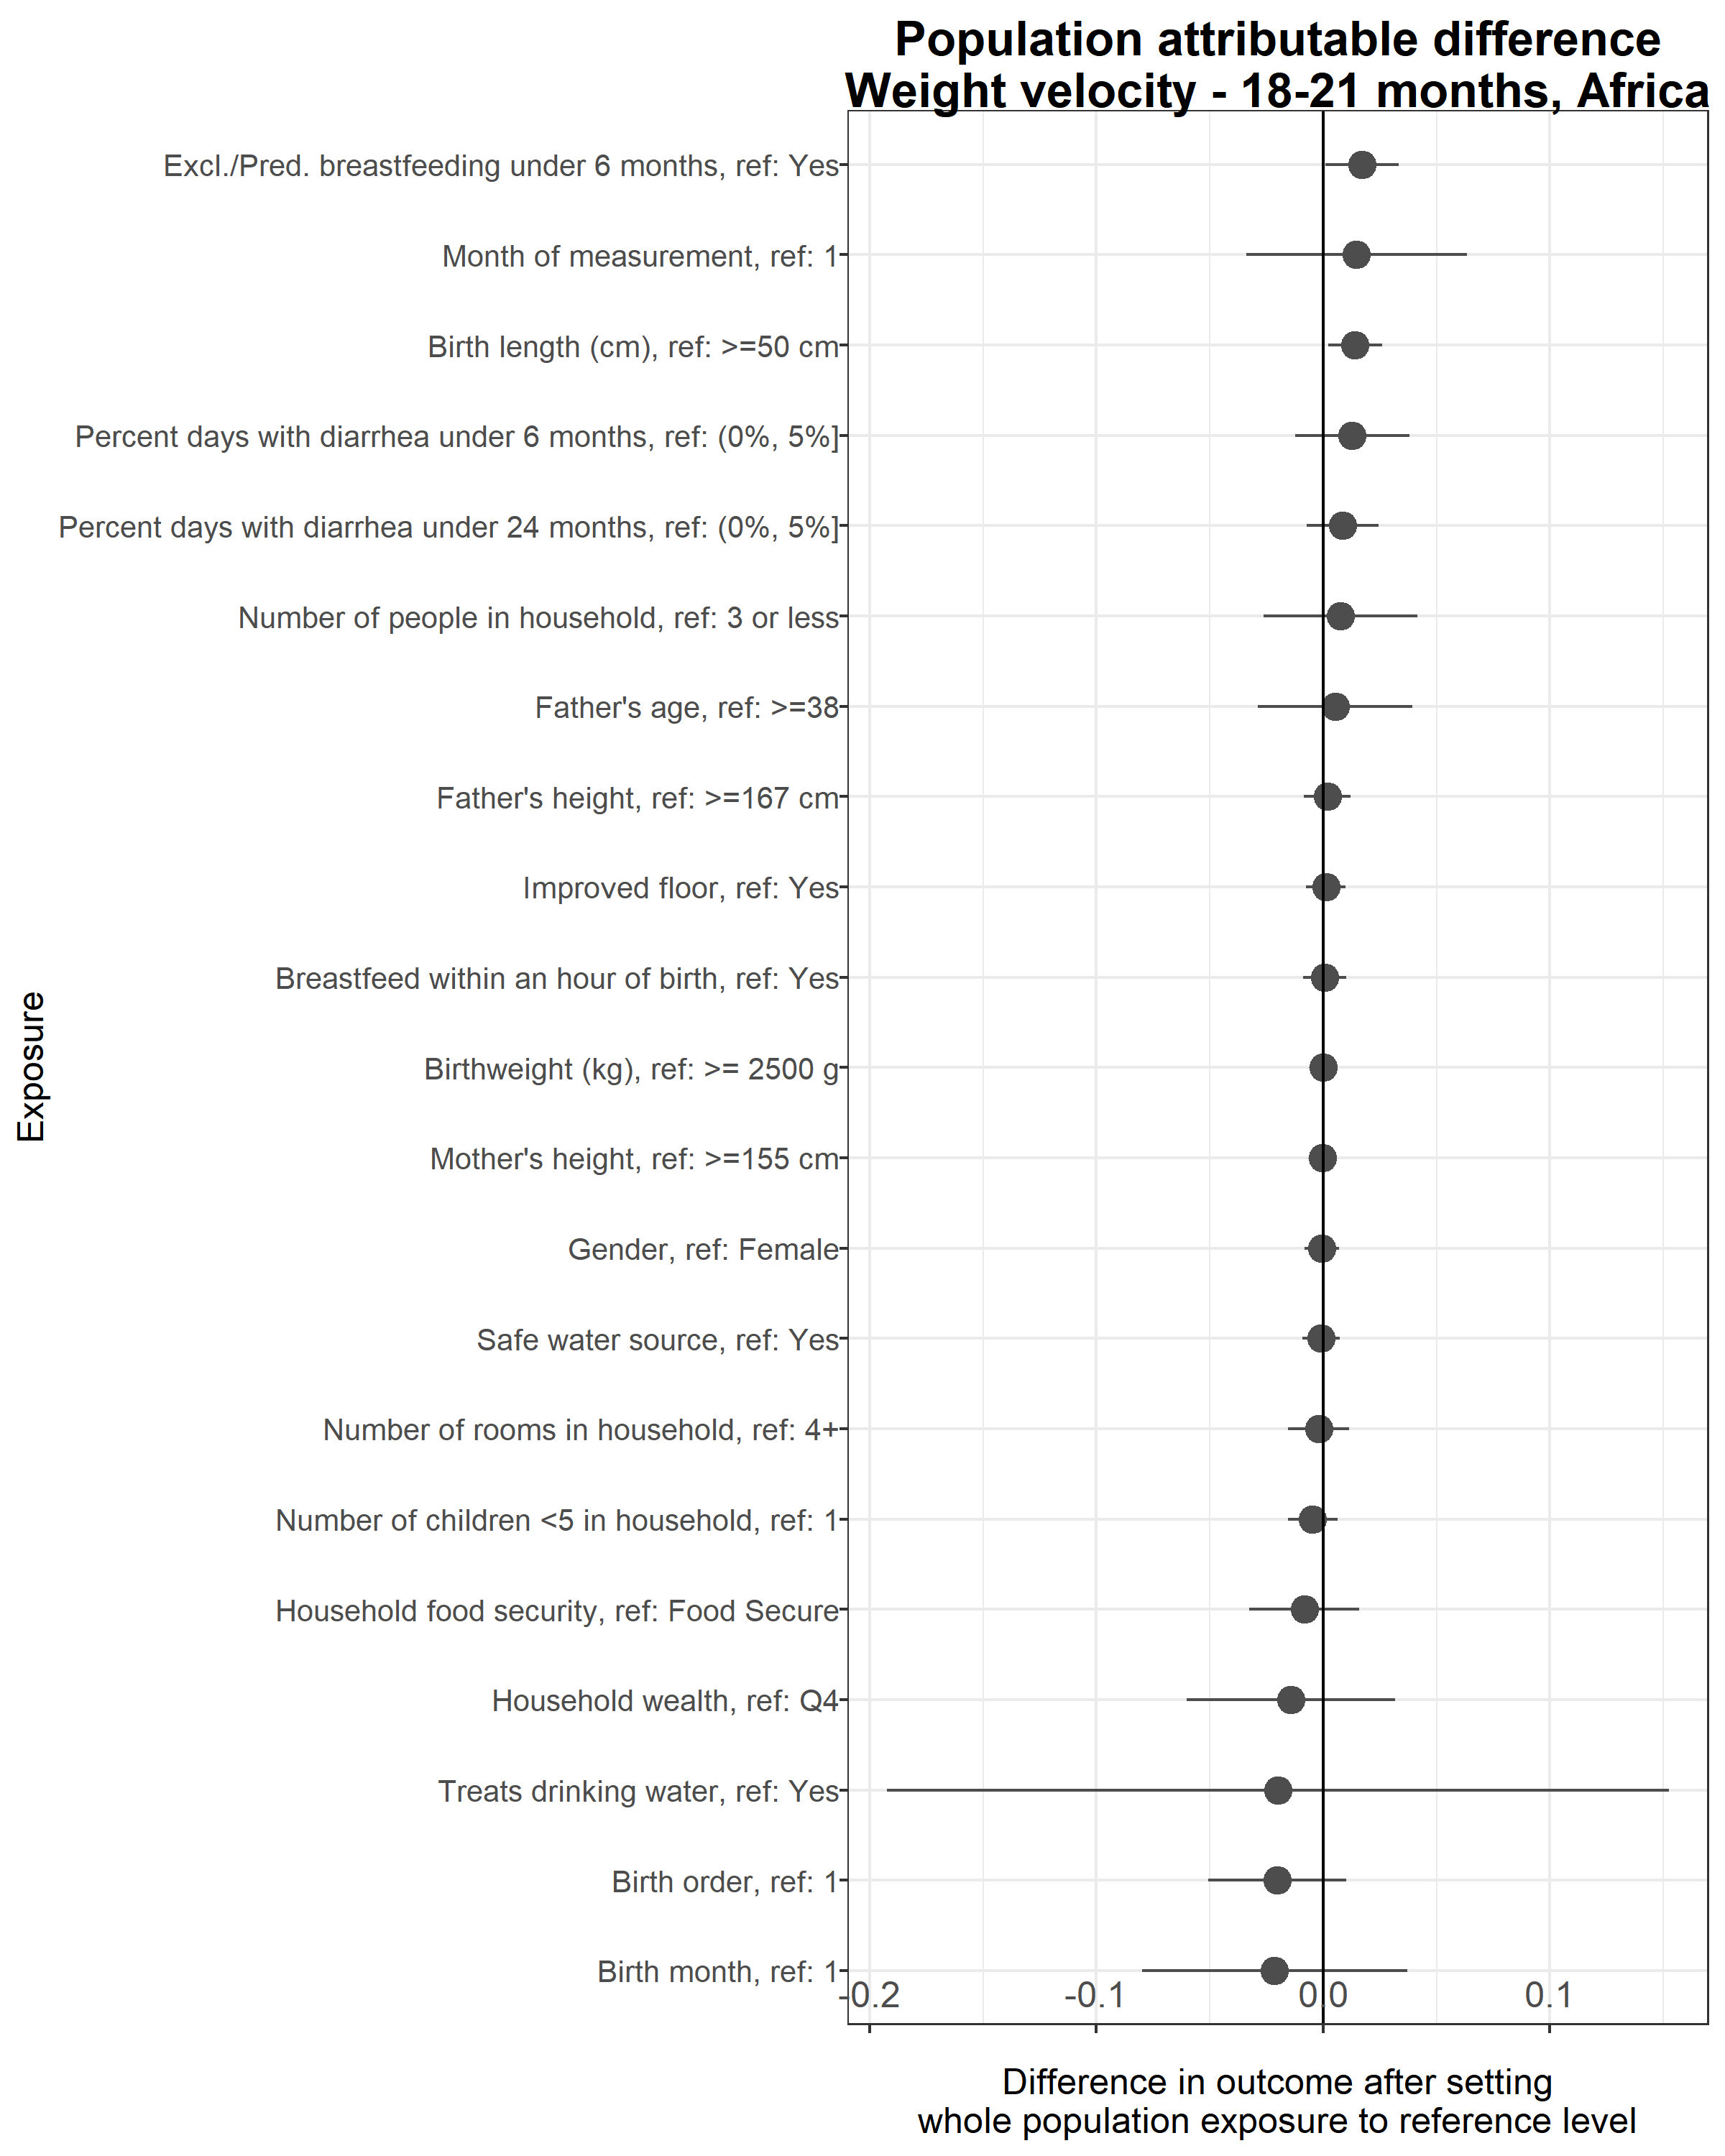 Population attributable difference
Weight velocity - 18-21 months, Africa
Exposure
Excl./Pred. breastfeeding under 6 months, ref: Yes
Month of measurement, ref: 1
Birth length (cm), ref: >=50 cm
Percent days with diarrhea under 6 months, ref: (0%, 5%]
Percent days with diarrhea under 24 months, ref: (0%, 5%]
Number of people in household, ref: 3 or less
Father's age, ref: >=38
Father's height, ref: >=167 cm
Improved floor, ref: Yes
Breastfeed within an hour of birth, ref: Yes
Birthweight (kg), ref: >= 2500 g
Mother's height, ref: >=155 cm
Gender, ref: Female
Safe water source, ref: Yes
Number of rooms in household, ref: 4+
Number of children <5 in household, ref: 1
Household food security, ref: Food Secure
Household wealth, ref: Q4
Treats drinking water, ref: Yes
Birth order, ref: 1
Birth month, ref: 1
-0.2 -0.1 0.0 0.1
Difference in outcome after setting
whole population exposure to reference level